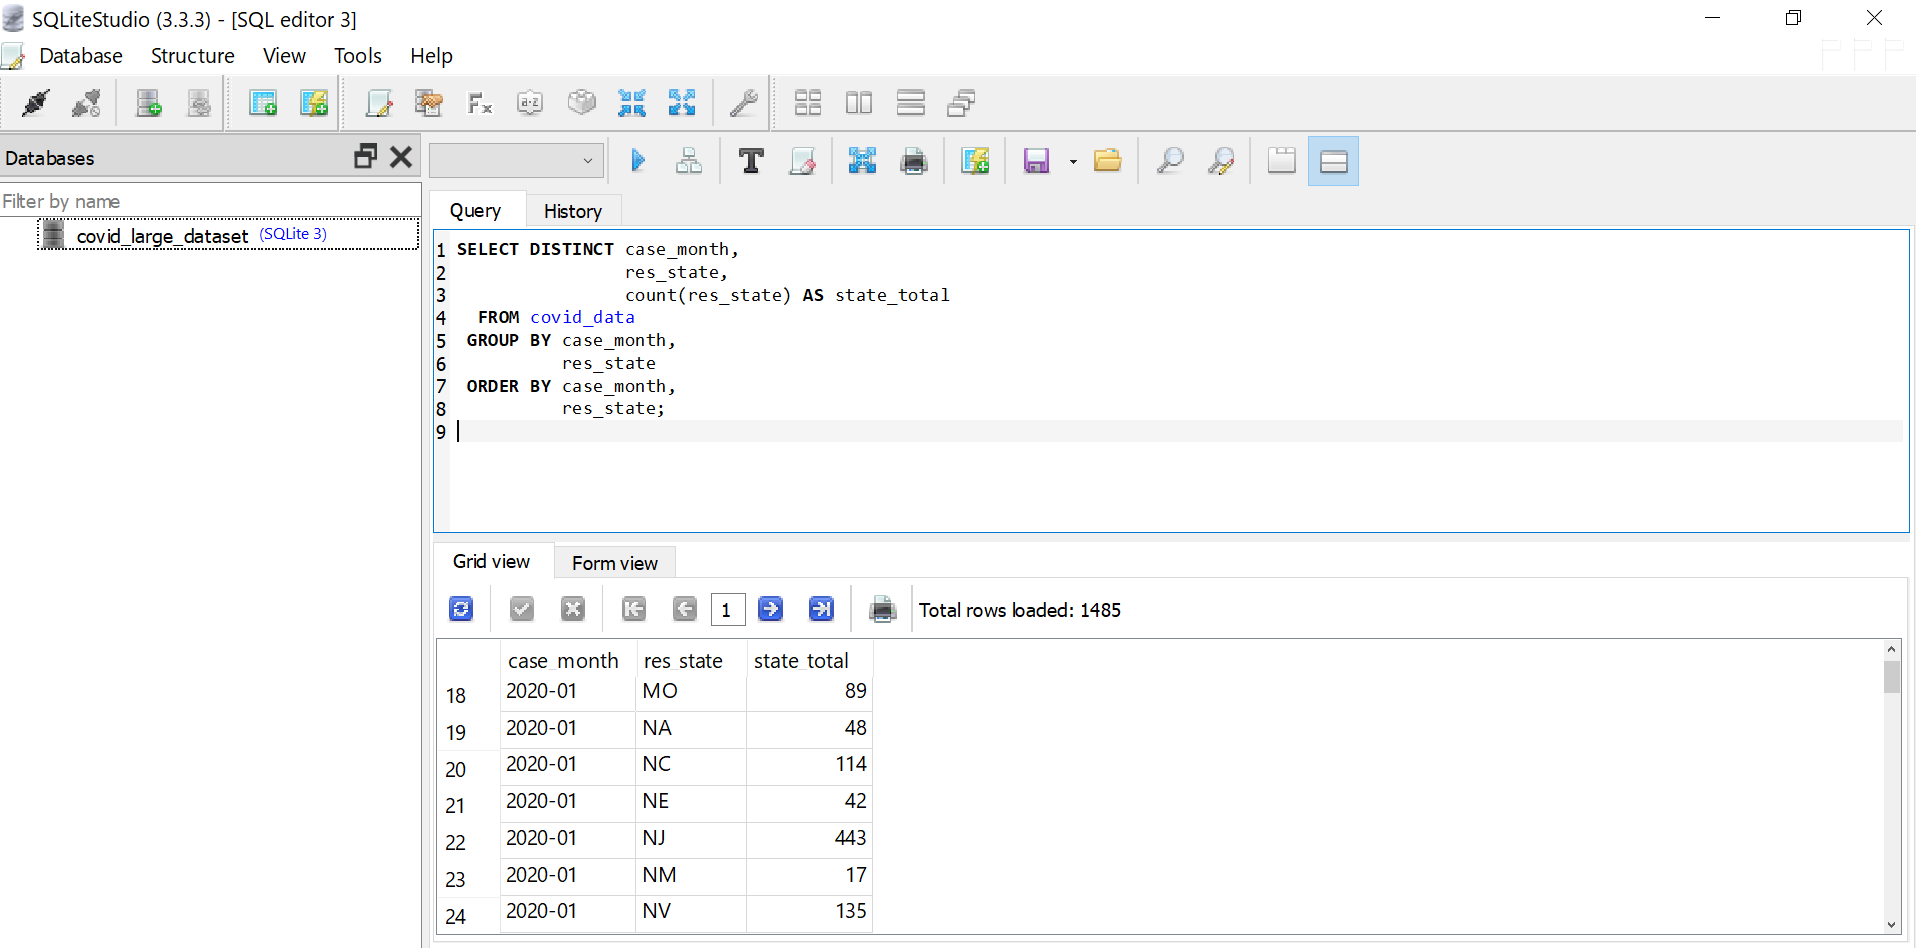 SQLiteStudio (3.3.3) - [SQL editor 3]
Database Structure View Tools Help
Databases
Filter by name
covid_large_dataset (SQLite 3)
Query History
1 SELECT DISTINCT case_month,
2 res_state,
3 count(res_state) AS state_total
4 FROM covid_data
5 GROUP BY case_month,
6 res_state
7 ORDER BY case_month,
8 res_state;
9
Grid view Form view
1 Total rows loaded: 1485
case_month res_state state_total
18 2020-01 MO 89
19 2020-01 NA 48
20 2020-01 NC 114
21 2020-01 NE 42
22 2020-01 NJ 443
23 2020-01 NM 17
24 2020-01 NV 135